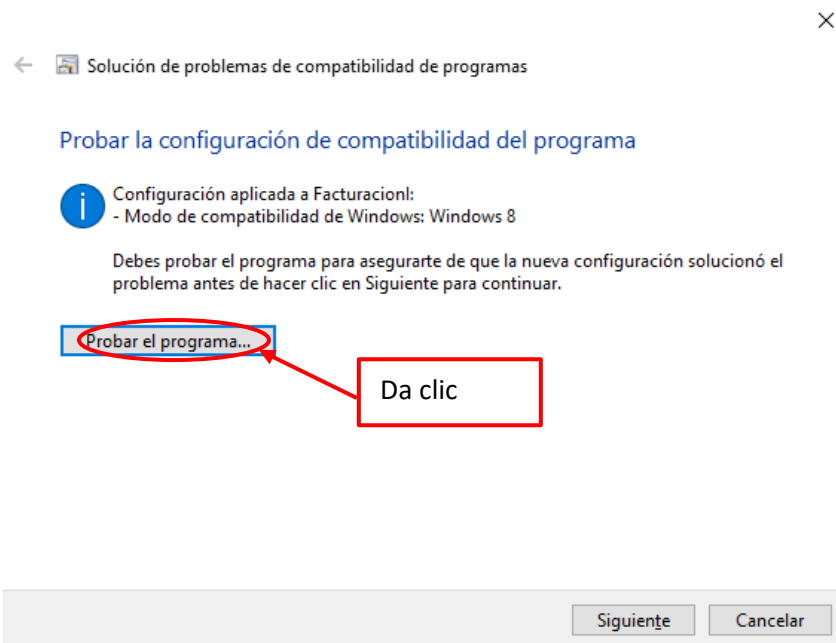 Solución de problemas de compatibilidad de programas
Probar la configuración de compatibilidad del programa
Configuración aplicada a Facturacionl:
- Modo de compatibilidad de Windows: Windows 8
Debes probar el programa para asegurarte de que la nueva configuración solucionó el
problema antes de hacer clic en Siguiente para continuar.
Probar el programa...
Da clic
Siguiente
Cancelar